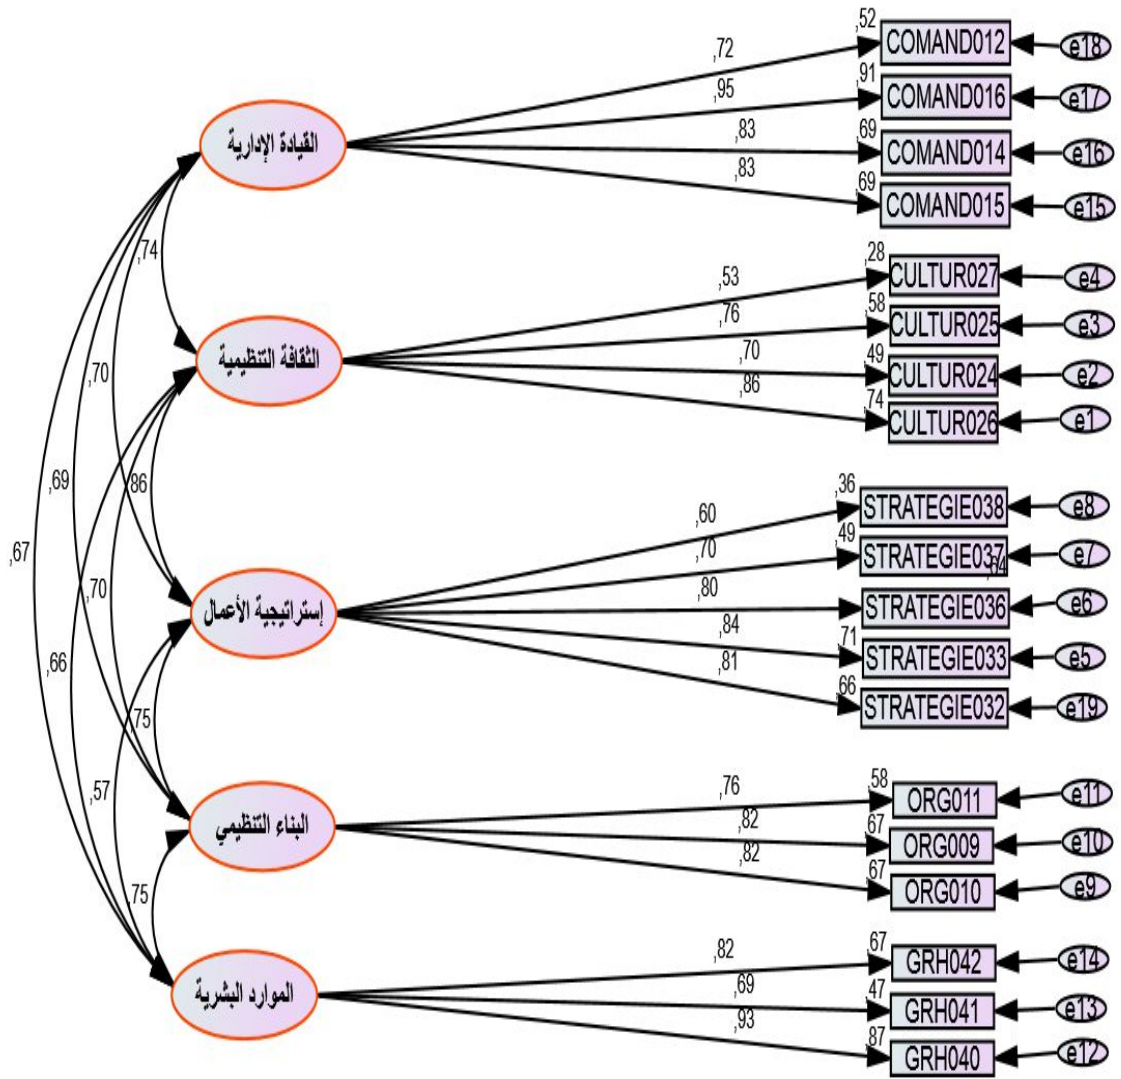 ,52
COMAND012
e18
,72
,91
COMAND016
e17
,95
القيادة الإدارية
,83
,69
COMAND014
e16
,83
,69
COMAND015
e15
,74
,28
CULTUR027
e4
,53
,58
CULTUR025
e3
,76
الثقافة التنظيمية
,70
,49
CULTUR024
e2
,70
,86
,74
CULTUR026
e1
,69
86
,36
STRATEGIE038
e8
,60
,49
STRATEGIE037
e7
,70
,64
,67
,70
,80
STRATEGIE036
e6
إستراتيجية الأعمال
,84
,71
STRATEGIE033
e5
,66
,81
,66
STRATEGIE032
e19
,75
,57
,76
,58
ORG011
e11
البناء التنظيمي
,82
,67
ORG009
e10
,82
,67
ORG010
e9
,75
,82
,67
GRH042
e14
الموارد البشرية
,69
,47
GRH041
e13
,93
,87
GRH040
e12